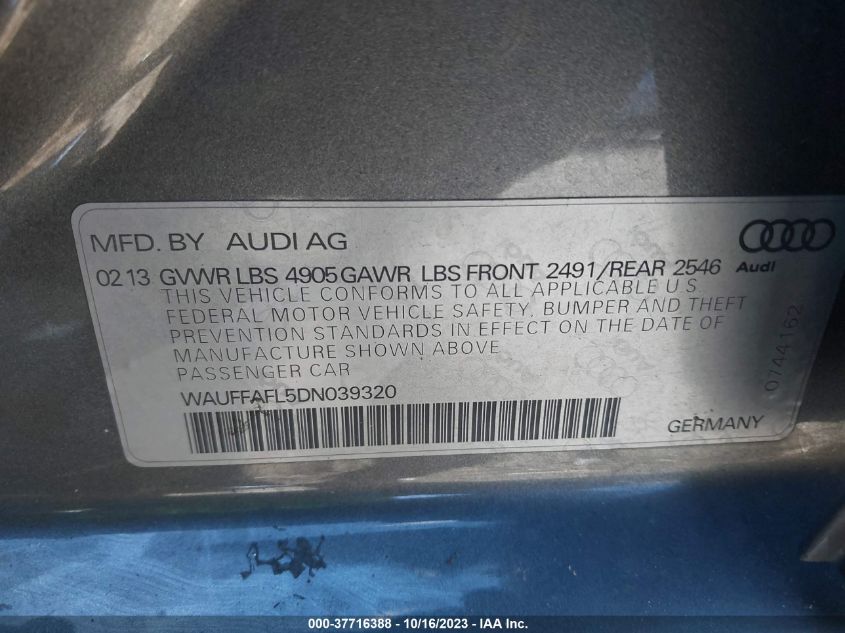 MFD. BY AUDI AG
02 13 GVWR LBS 4905 GAWR LBS FRONT 2491/REAR 2546
Audi
THIS VEHICLE CONFORMS TO ALL APPLICABLE U.S.
FEDERAL MOTOR VEHICLE SAFETY, BUMPER AND THEFT
PREVENTION STANDARDS IN EFFECT ON THE DATE OF
MANUFACTURE SHOWN ABOVE
PASSENGER CAR
0744162
WAUFFAFL5DN039320
GERMANY
000-37716388 - 10/16/2023 - IAA Inc.